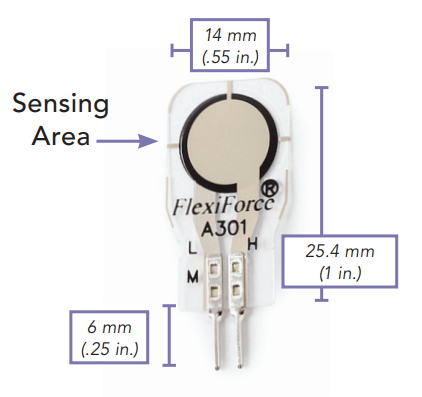 14 mm
(.55 in.)
Sensing
Area
FlexiForce®
A301
L H
M
25.4 mm
(1 in.)
6 mm
(.25 in.)